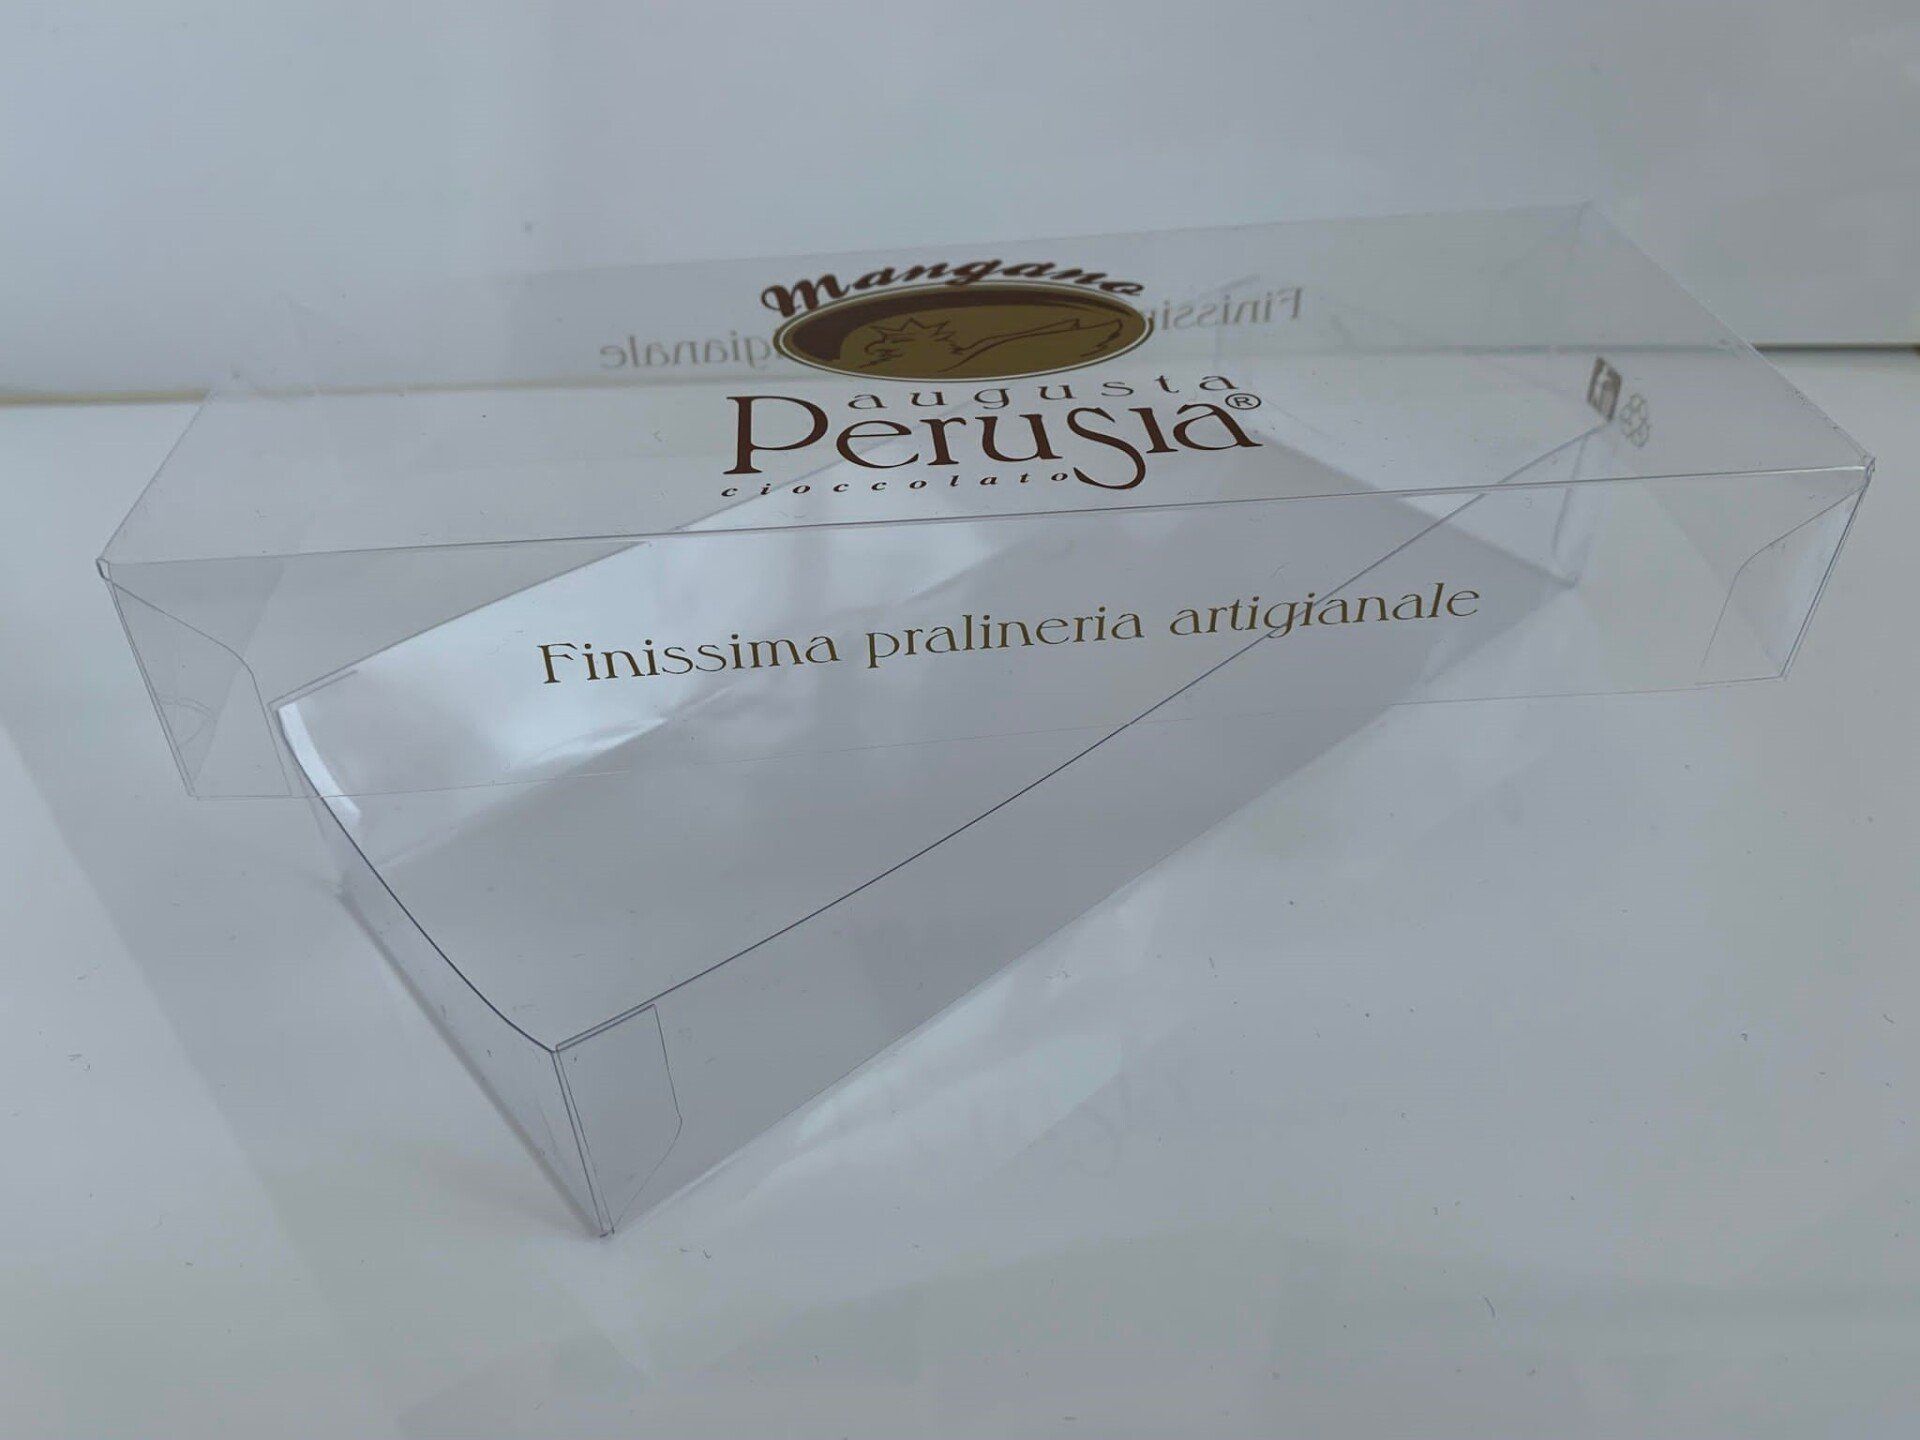 Mangano
augusta
Perusia®
cioccolato
Finissima pralineria artigianale